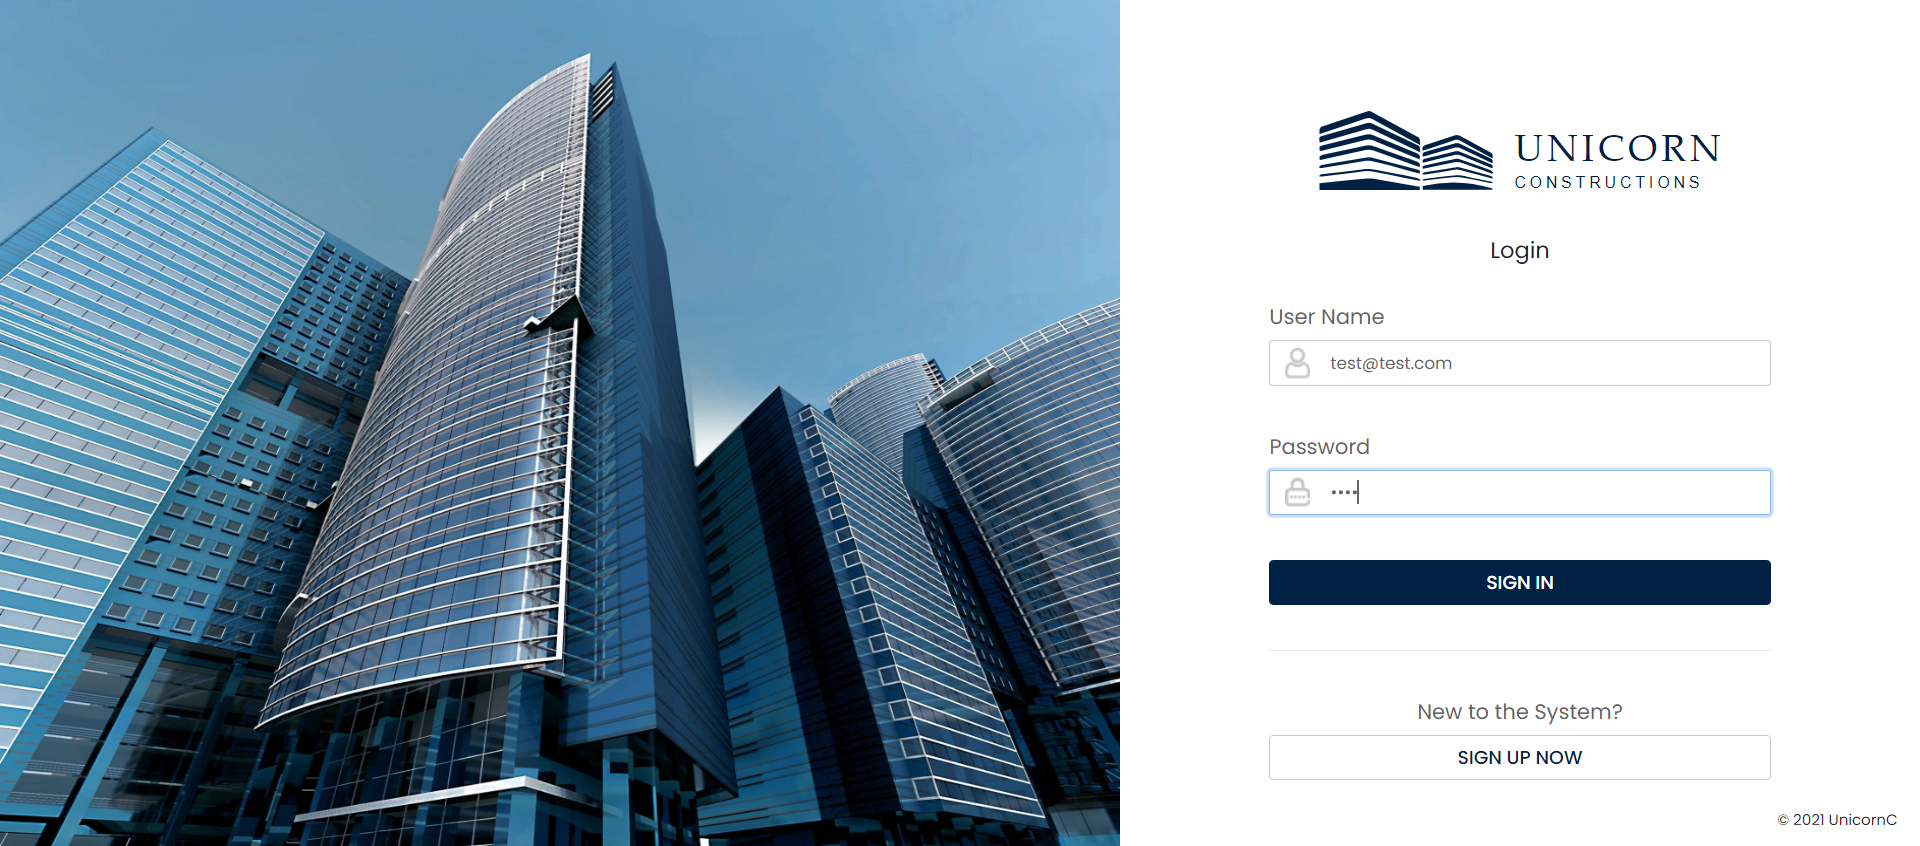 UNICORN
CONSTRUCTIONS
Login
User Name
test@test.com
Password
••••
SIGN IN
New to the System?
SIGN UP NOW
© 2021 UnicornC